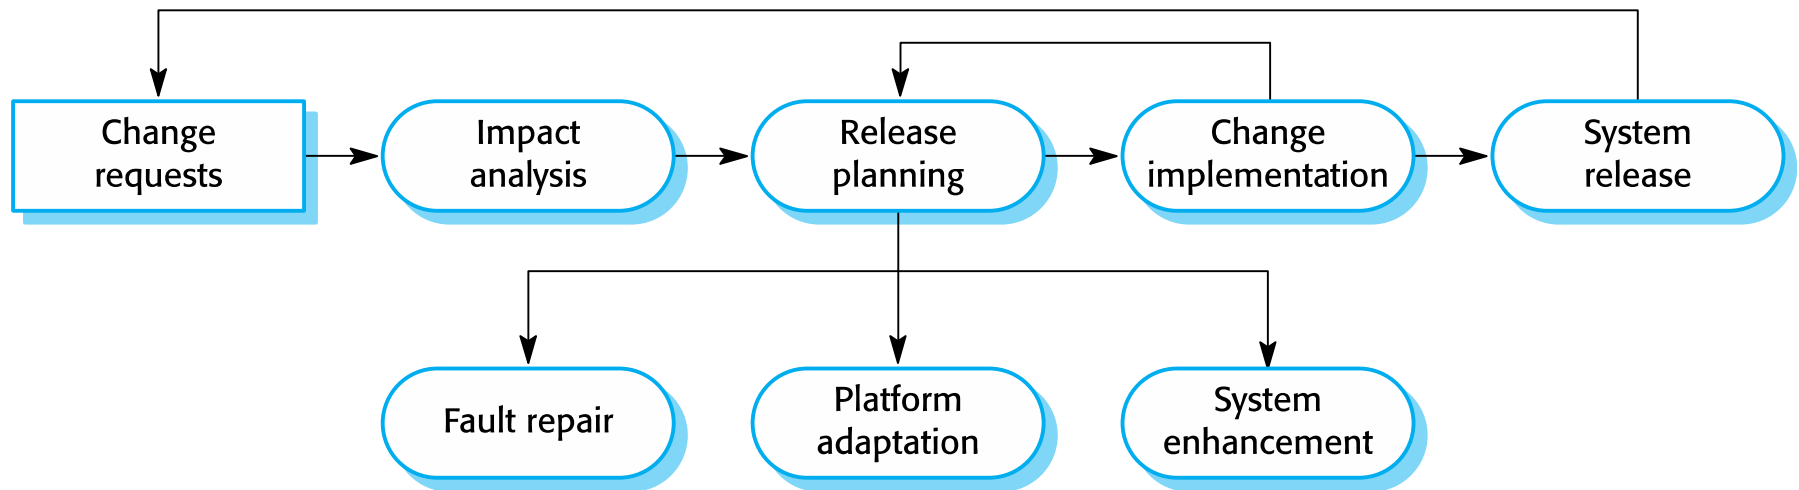 Change
requests
Impact
analysis
Release
planning
Change
implementation
System
release
Fault repair
Platform
adaptation
System
enhancement